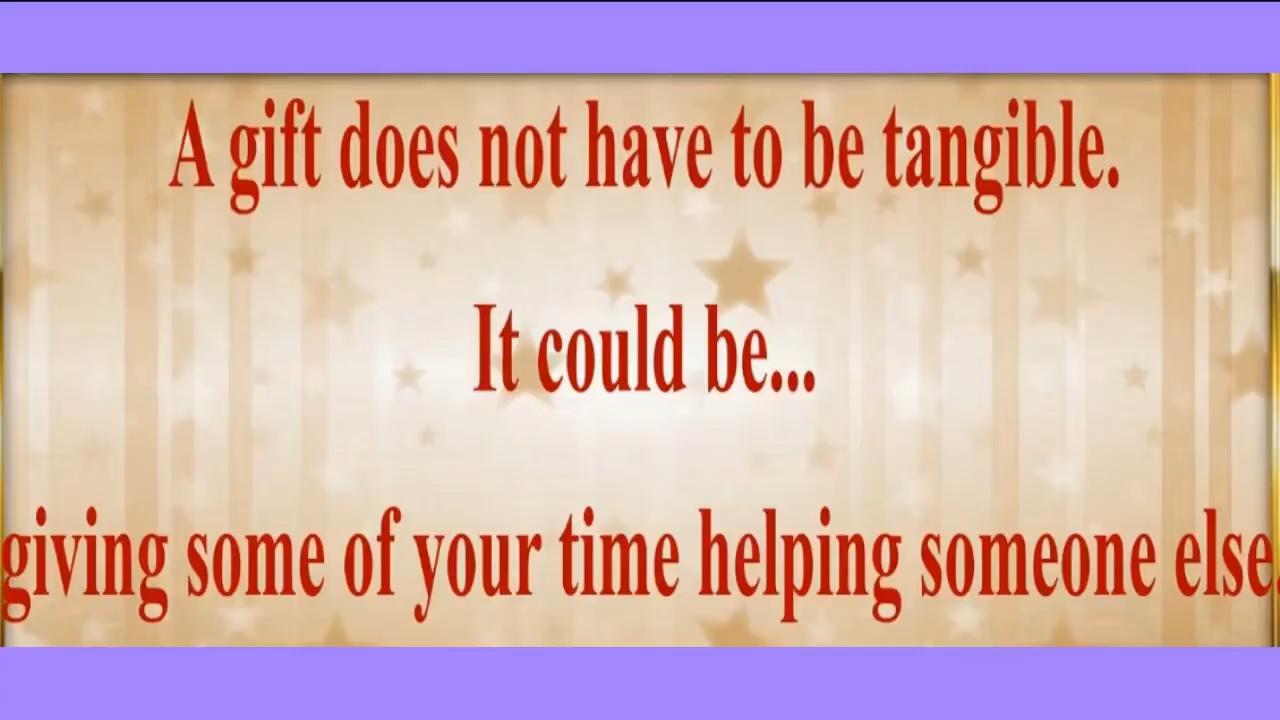 A gift does not have to be tangible.
It could be...
giving some of your time helping someone else.